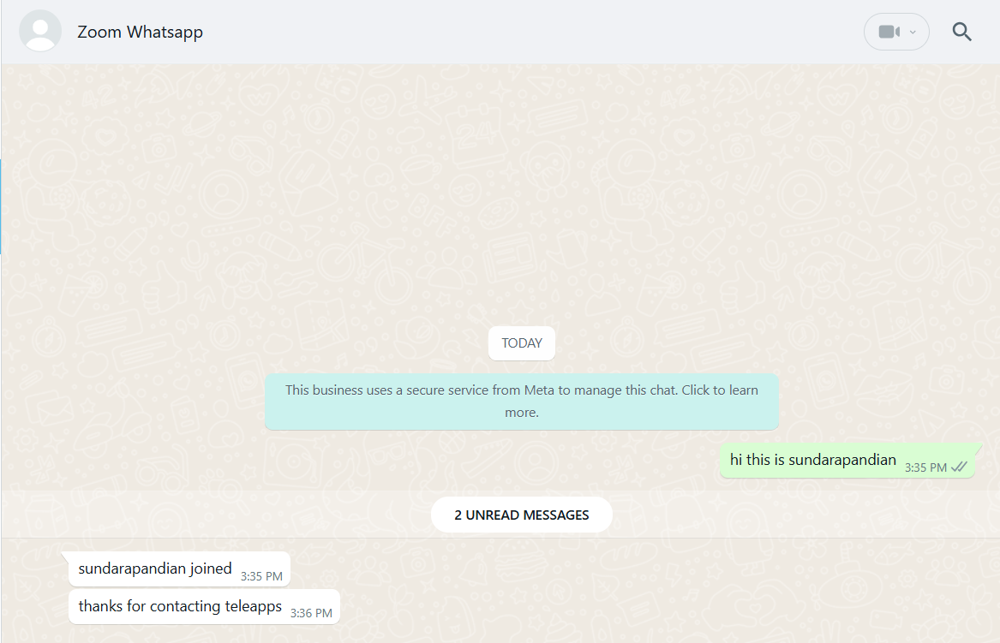 Zoom Whatsapp
TODAY
This business uses a secure service from Meta to manage this chat. Click to learn
more.
hi this is sundarapandian 3:35 PM
2 UNREAD MESSAGES
sundarapandian joined 3:35 PM
thanks for contacting teleapps 3:36 PM